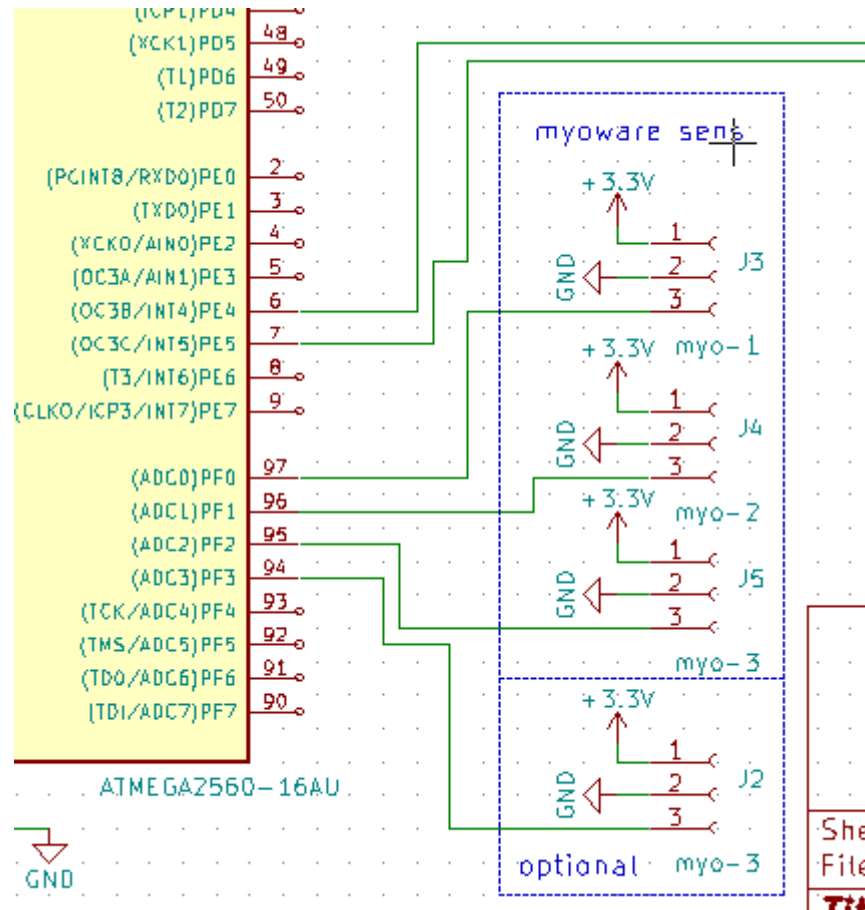 (ICP1)PD4
(XCK1)PD5 48
(TL)PD6 49
(T2)PD7 50
(PCINT8/RXD0)PE0 2
(TXD0)PE1 3
(XCK0/AIN0)PE2 4
(OC3A/AIN1)PE3 5
(OC3B/INT4)PE4 6
(OC3C/INT5)PE5 7
(T3/INT6)PE6 8
(CLKO/ICP3/INT7)PE7 9
(ADC0)PF0 97
(ADC1)PF1 96
(ADC2)PF2 95
(ADC3)PF3 94
(TCK/ADC4)PF4 93
(TMS/ADC5)PF5 92
(TDO/ADC6)PF6 91
(TDI/ADC7)PF7 90
ATMEGA2560-16AU
GND
myoware sens
+3.3V
1
GND 2 J3
3
myo-1
+3.3V
1
GND 2 J4
3
myo-2
+3.3V
1
GND 2 J5
3
myo-3
+3.3V
1
GND 2 J2
3
optional myo-3
She
File